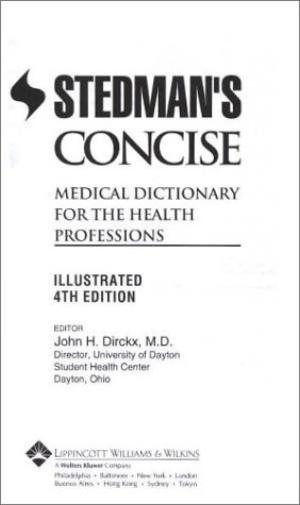 STEDMAN'S
CONCISE
MEDICAL DICTIONARY
FOR THE HEALTH
PROFESSIONS
ILLUSTRATED
4TH EDITION
EDITOR
John H. Dirckx, M.D.
Director, University of Dayton
Student Health Center
Dayton, Ohio
LIPPINCOTT WILLIAMS & WILKINS
A Wolters Kluwer Company
Philadelphia • Baltimore • New York • London
Buenos Aires • Hong Kong • Sydney • Tokyo